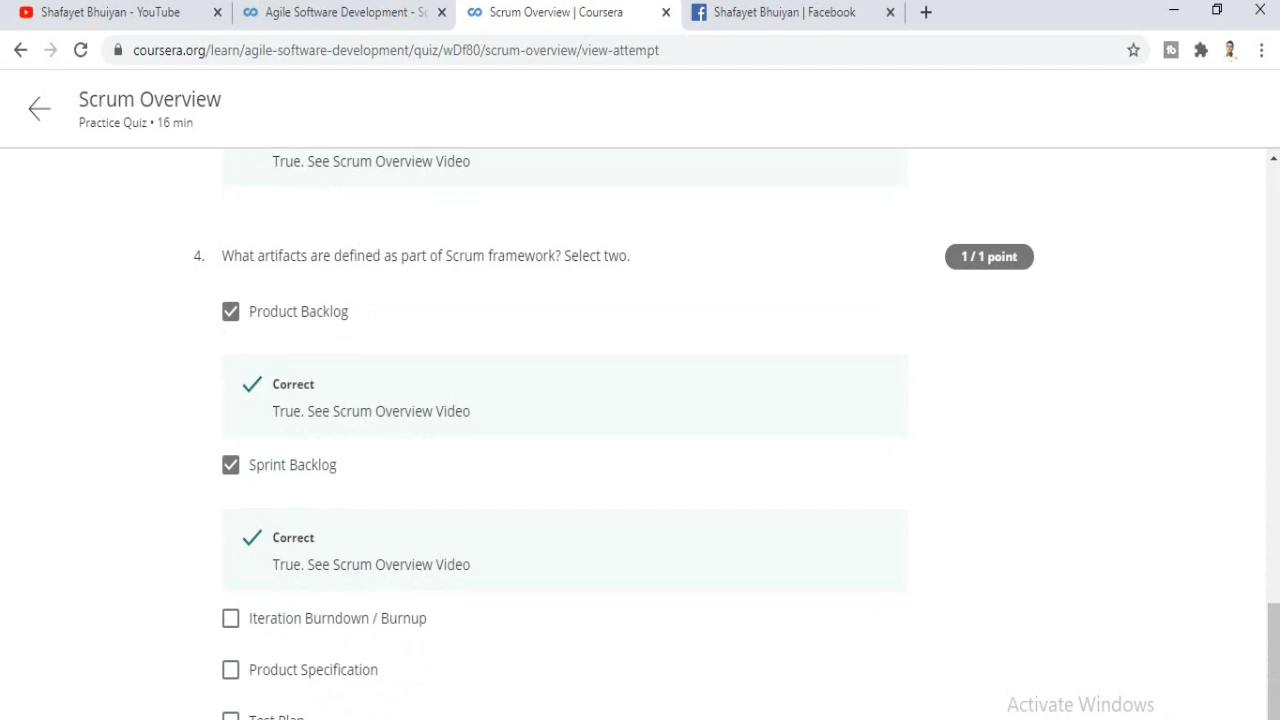 Shafayet Bhuiyan - YouTube
Agile Software Development - Sc
Scrum Overview | Coursera
Shafayet Bhuiyan | Facebook
coursera.org/learn/agile-software-development/quiz/wDf80/scrum-overview/view-attempt
Scrum Overview
Practice Quiz • 16 min
True. See Scrum Overview Video
4. What artifacts are defined as part of Scrum framework? Select two.
1 / 1 point
Product Backlog
Correct
True. See Scrum Overview Video
Sprint Backlog
Correct
True. See Scrum Overview Video
Iteration Burndown / Burnup
Product Specification
Test Plan
Activate Windows